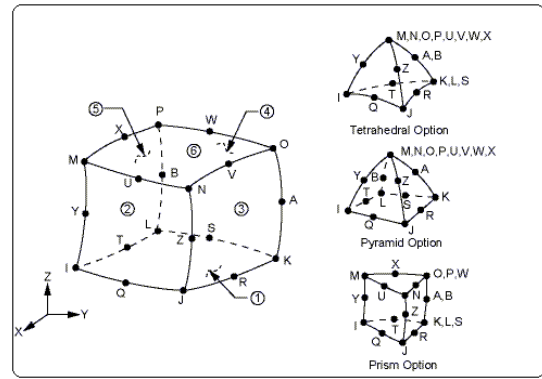 M,N,O,P,U,V,W,X
Y
A,B
Z
K,L,S
I
T
R
Q
J
Tetrahedral Option
P
W
⑤
④
X
O
⑥
M
B
V
U
N
M,N,O,P,U,V,W,X
Y
B
Z
A
T
L
S
K
I
Q
R
J
Pyramid Option
②
③
A
Y
L
Z
S
T
I
K
Q
R
J
①
Z
Y
X
X
M
O,P,W
U
N
Y
A,B
Z
I
T
K,L,S
Q
R
J
Prism Option